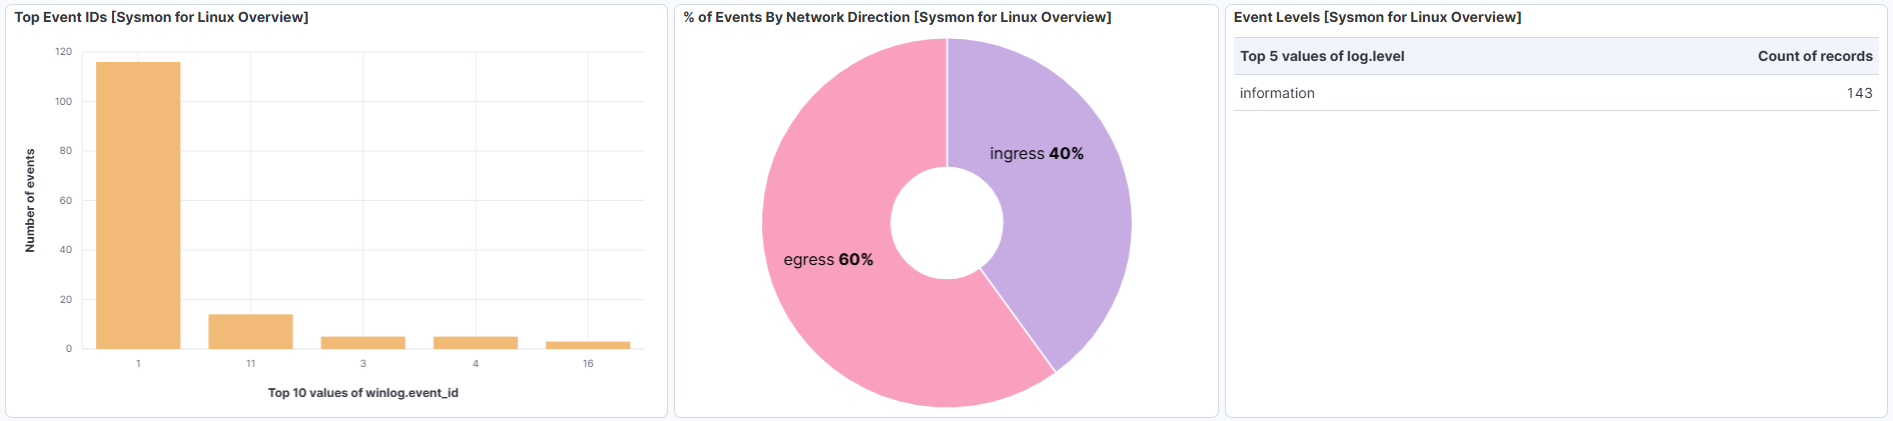 Top Event IDs [Sysmon for Linux Overview]
120
100
80
60
40
20
0
Number of events
1
11
3
4
16
Top 10 values of winlog.event_id
% of Events By Network Direction [Sysmon for Linux Overview]
ingress 40%
egress 60%
Event Levels [Sysmon for Linux Overview]
Top 5 values of log.level Count of records
information 143